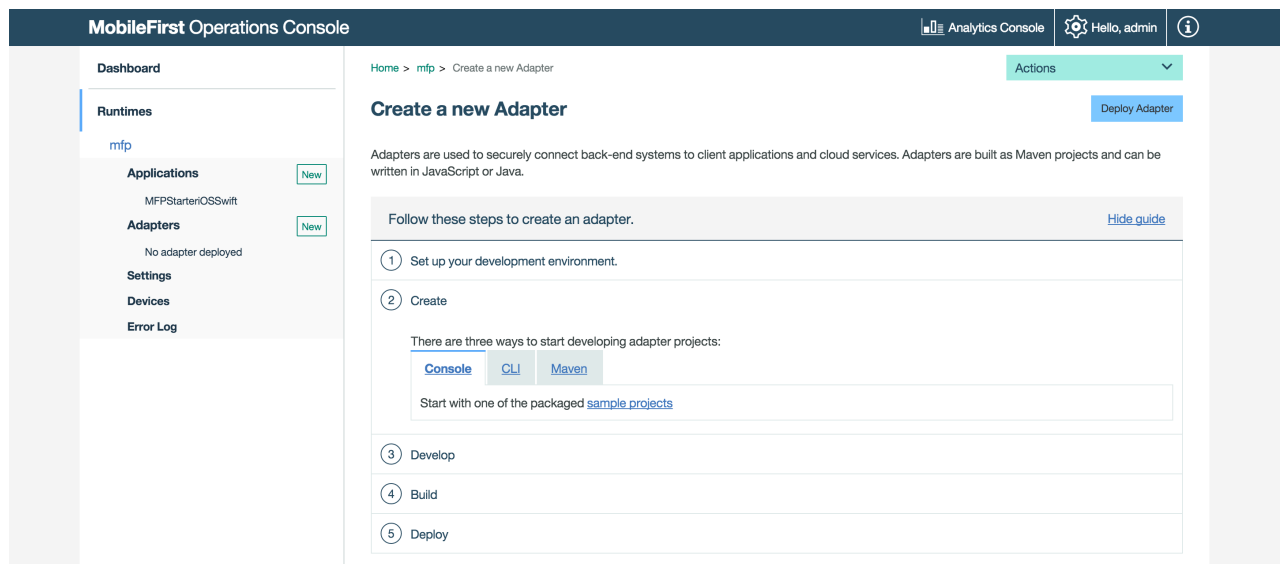 MobileFirst Operations Console
Analytics Console
Hello, admin
Dashboard
Runtimes
mfp
Applications
New
MFPStarteriOSSwift
Adapters
New
No adapter deployed
Settings
Devices
Error Log
Home > mfp > Create a new Adapter
Actions
Create a new Adapter
Deploy Adapter
Adapters are used to securely connect back-end systems to client applications and cloud services. Adapters are built as Maven projects and can be
written in JavaScript or Java.
Follow these steps to create an adapter.
Hide guide
1 Set up your development environment.
2 Create
There are three ways to start developing adapter projects:
Console CLI Maven
Start with one of the packaged sample projects
3 Develop
4 Build
5 Deploy